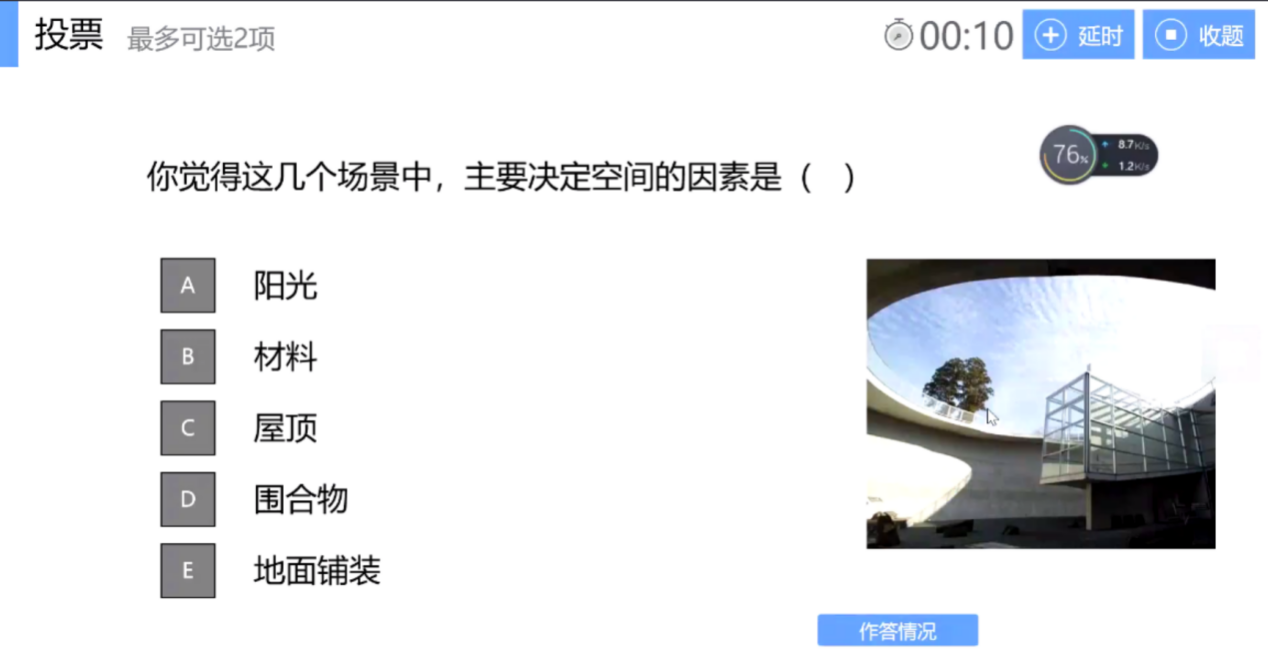 投票 最多可选2项 00:10 延时 收题
76% 8.7K/s
1.2K/s
你觉得这几个场景中，主要决定空间的因素是（ ）
A 阳光
B 材料
C 屋顶
D 围合物
E 地面铺装
作答情况